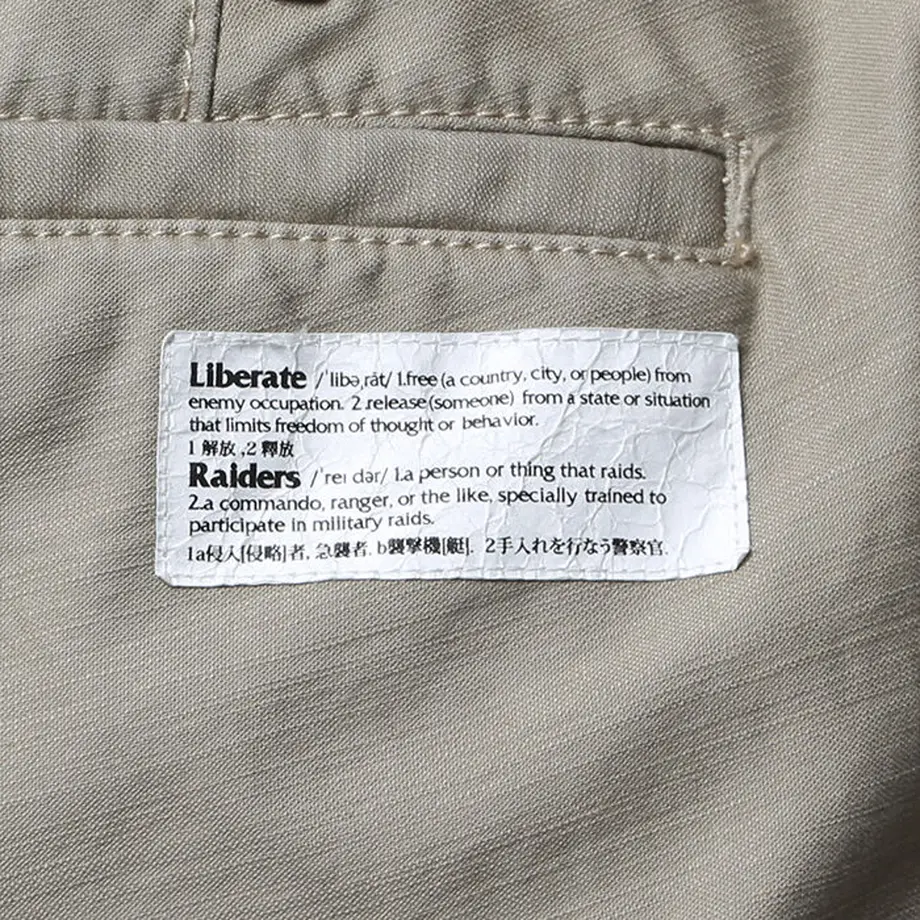 Liberate /'libə,rāt/ 1.free (a country, city, or people) from
enemy occupation. 2.release (someone) from a state or situation
that limits freedom of thought or behavior.
1 解放 ,2 釋放
Raiders /'reı dər/ 1.a person or thing that raids.
2.a commando, ranger, or the like, specially trained to
participate in military raids.
1a侵入[侵略]者, 急襲者. b襲撃機[艇]. 2手入れを行なう警察官.